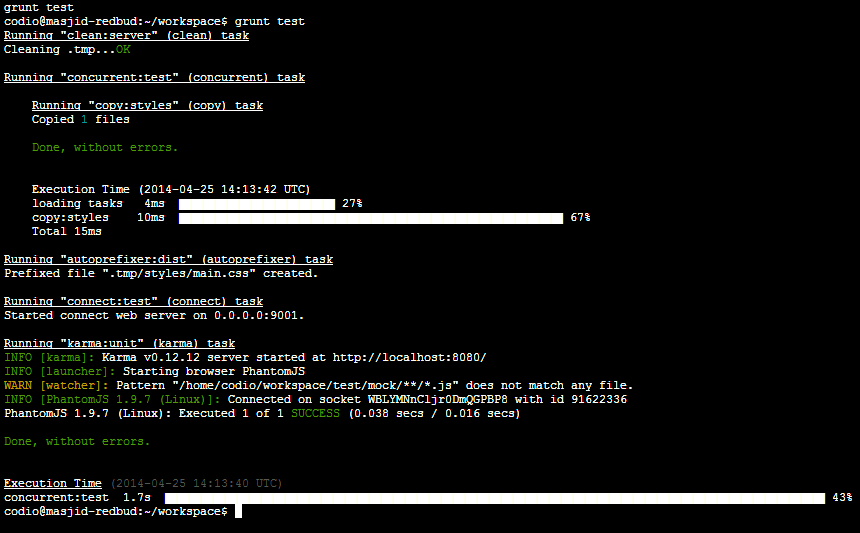 grunt test
codio@masjid-redbud:~/workspace$ grunt test
Running "clean:server" (clean) task
Cleaning .tmp...OK
Running "concurrent:test" (concurrent) task
Running "copy:styles" (copy) task
Copied 1 files
Done, without errors.
Execution Time (2014-04-25 14:13:42 UTC)
loading tasks 4ms 27%
copy:styles 10ms 67%
Total 15ms
Running "autoprefixer:dist" (autoprefixer) task
Prefixed file ".tmp/styles/main.css" created.
Running "connect:test" (connect) task
Started connect web server on 0.0.0.0:9001.
Running "karma:unit" (karma) task
INFO [karma]: Karma v0.12.12 server started at http://localhost:8080/
INFO [launcher]: Starting browser PhantomJS
WARN [watcher]: Pattern "/home/codio/workspace/test/mock/**/*.js" does not match any file.
INFO [PhantomJS 1.9.7 (Linux)]: Connected on socket WBLYMNnCljr0DmQGPBP8 with id 91622336
PhantomJS 1.9.7 (Linux): Executed 1 of 1 SUCCESS (0.038 secs / 0.016 secs)
Done, without errors.
Execution Time (2014-04-25 14:13:40 UTC)
concurrent:test 1.7s 43%
codio@masjid-redbud:~/workspace$